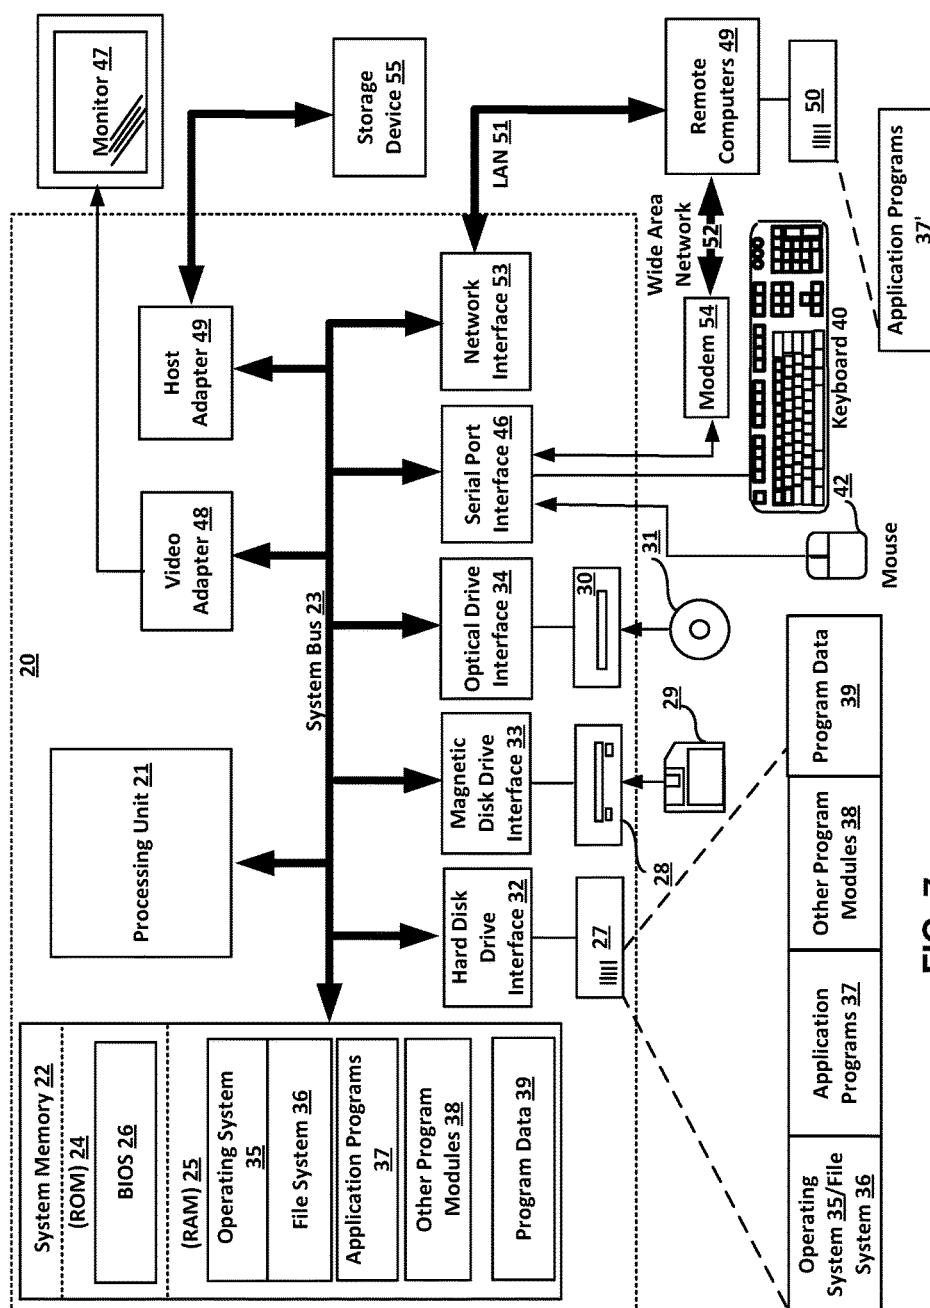 20
System Memory 22
(ROM) 24
BIOS 26
(RAM) 25
Operating System
35
File System 36
Application Programs
37
Other Program
Modules 38
Program Data 39
Processing Unit 21
Video
Adapter 48
Host
Adapter 49
Monitor 47
Storage
Device 55
System Bus 23
Hard Disk
Drive
Interface 32
Magnetic
Disk Drive
Interface 33
Optical Drive
Interface 34
Serial Port
Interface 46
Network
Interface 53
LAN 51
27
28
29
30
31
Wide Area
Network
52
Modem 54
Remote
Computers 49
50
Keyboard 40
42
Mouse
Application Programs
37'
Operating
System 35/File
System 36
Application
Programs 37
Other Program
Modules 38
Program Data
39